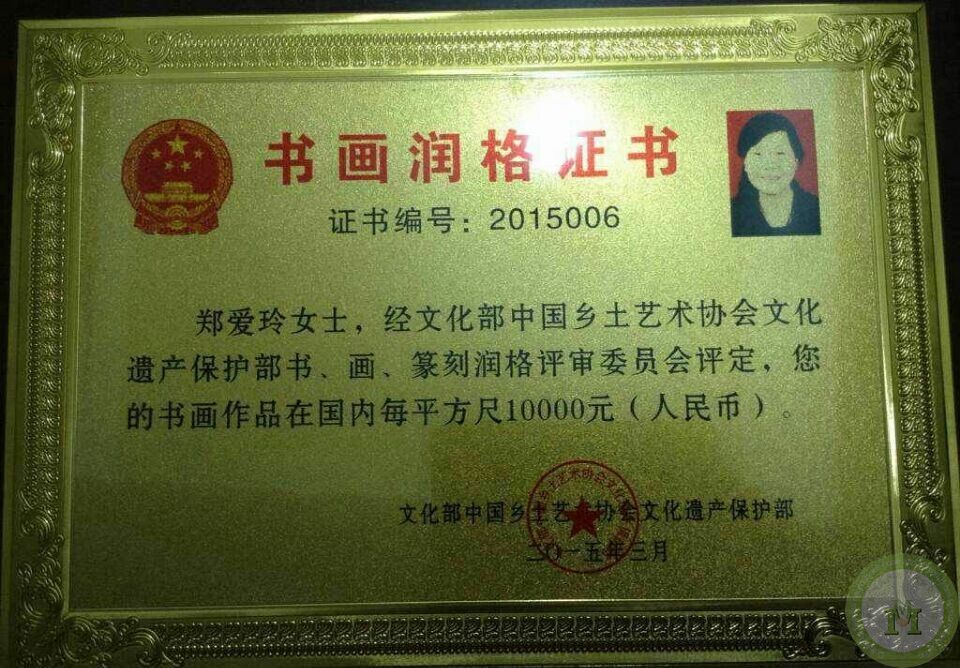 书画润格证书
证书编号：2015006
郑爱玲女士，经文化部中国乡土艺术协会文化
遗产保护部书、画、篆刻润格评审委员会评定，您
的书画作品在国内每平方尺10000元（人民币）。
文化部中国乡土艺术协会文化遗产保护部
二〇一五年三月
M